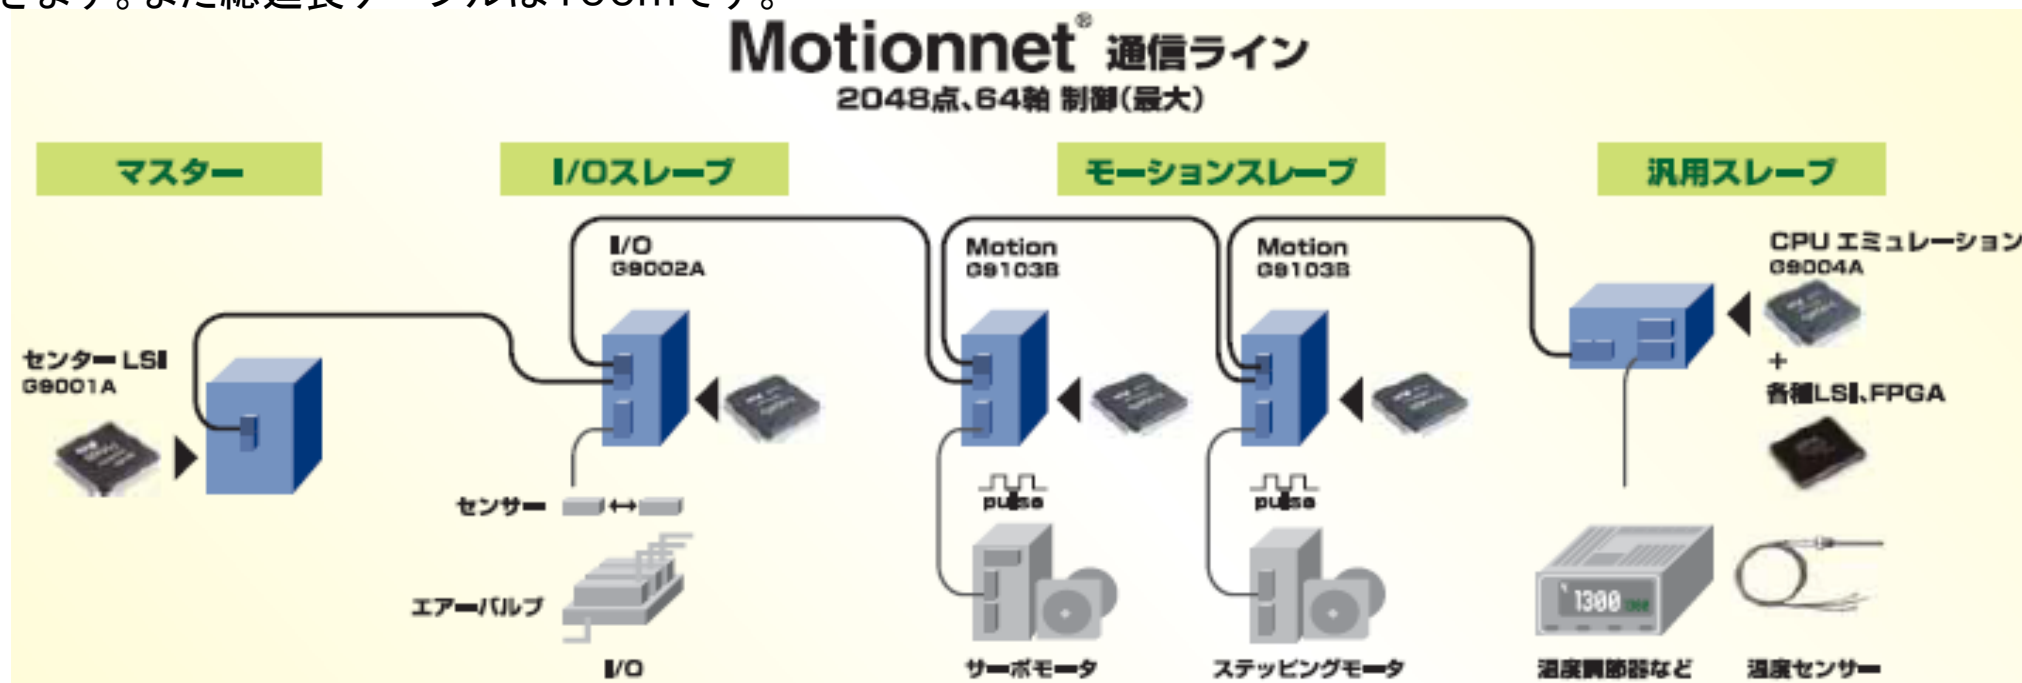 Motionnet® 通信ライン
2048点、64軸 制御(最大)
マスター
I/Oスレーブ
モーションスレーブ
汎用スレーブ
I/O
G9002A
Motion
G9103B
Motion
G9103B
CPU エミュレーション
G9004A
+
各種LSI、FPGA
センター LSI
G9001A
センサー
エアーバルブ
I/O
pulse
サーボモータ
pulse
ステッピングモータ
1300
温度調節器など
温度センサー